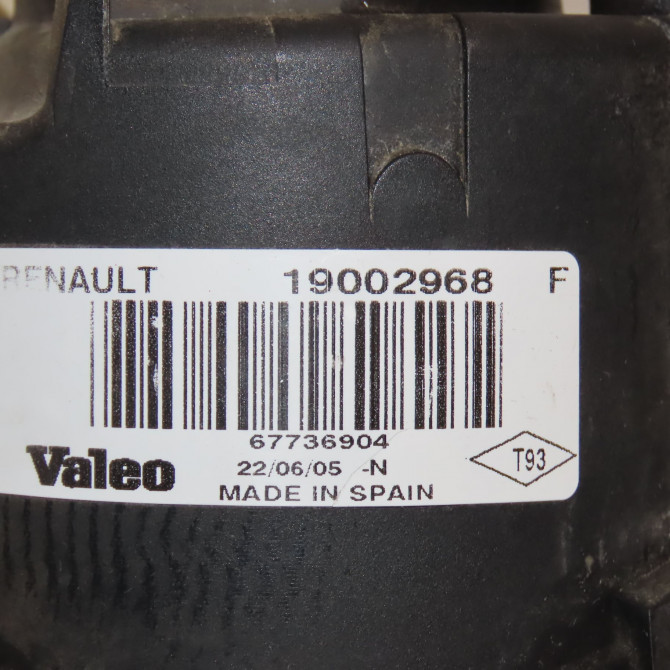 RENAULT 19002968 F
67736904
Valeo 22/06/05 -N T93
MADE IN SPAIN